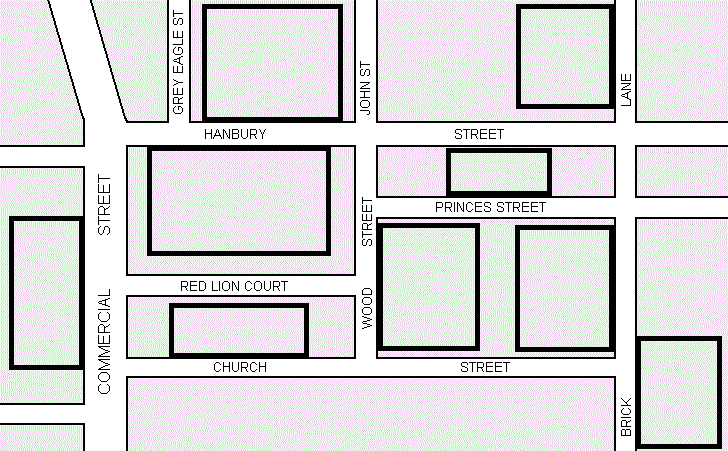 GREY EAGLE ST
JOHN ST
LANE
HANBURY STREET
COMMERCIAL STREET
WOOD STREET
PRINCES STREET
RED LION COURT
CHURCH STREET
BRICK